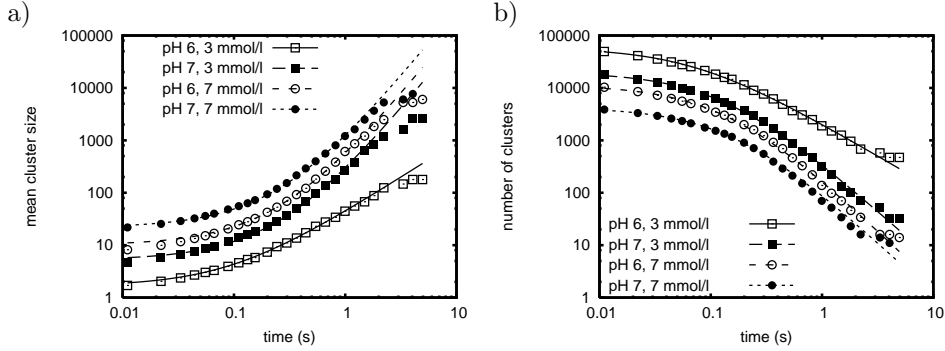 a)
mean cluster size
100000
10000
1000
100
10
1
0.01
0.1
1
10
time (s)
pH 6, 3 mmol/l
pH 7, 3 mmol/l
pH 6, 7 mmol/l
pH 7, 7 mmol/l
b)
number of clusters
100000
10000
1000
100
10
1
0.01
0.1
1
10
time (s)
pH 6, 3 mmol/l
pH 7, 3 mmol/l
pH 6, 7 mmol/l
pH 7, 7 mmol/l